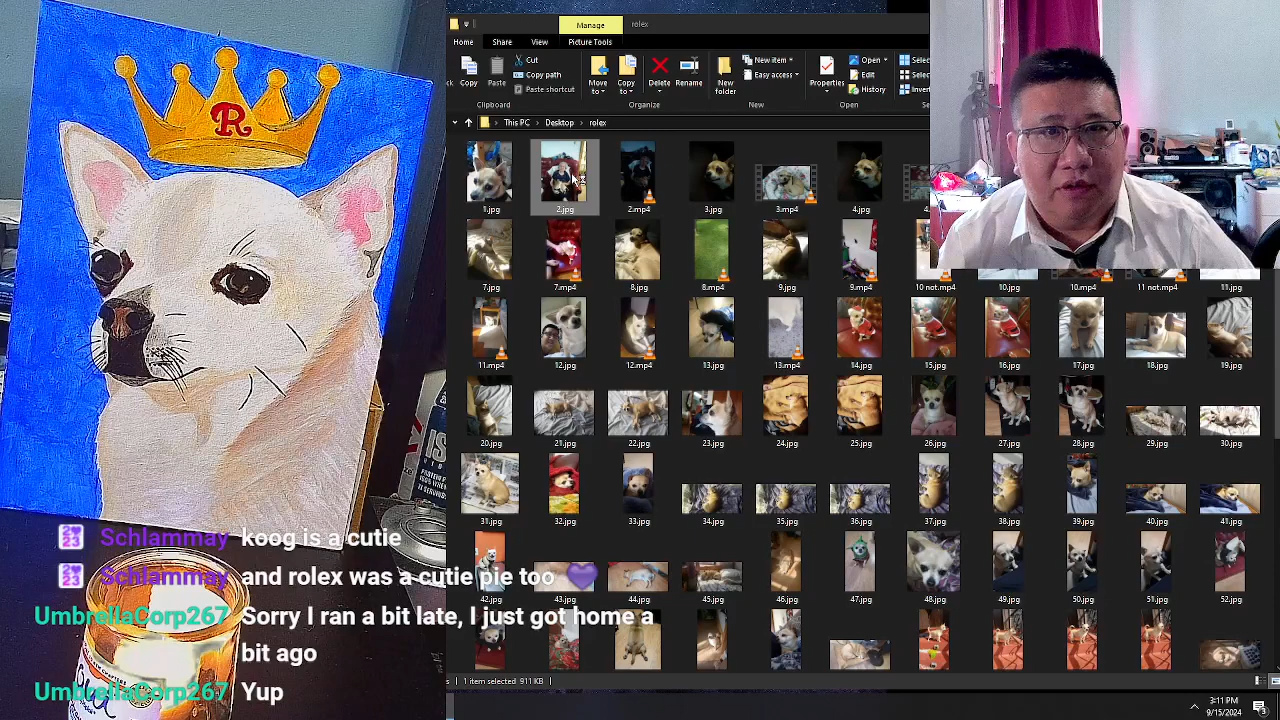 Manage
rolex
Home
Share
View
Picture Tools
Copy
Paste
Cut
Copy path
Paste shortcut
Move to
Copy to
Delete
Rename
New folder
New item
Easy access
Properties
Open
Edit
History
Clipboard
Organize
New
Open
This PC
Desktop
rolex
1.jpg
2.jpg
2.mp4
3.jpg
3.mp4
4.jpg
7.jpg
7.mp4
8.jpg
8.mp4
9.jpg
9.mp4
10 not.mp4
10.jpg
10.mp4
11 not.mp4
11.jpg
11.mp4
12.jpg
12.mp4
13.jpg
13.mp4
14.jpg
15.jpg
16.jpg
17.jpg
18.jpg
19.jpg
20.jpg
21.jpg
22.jpg
23.jpg
24.jpg
25.jpg
26.jpg
27.jpg
28.jpg
29.jpg
30.jpg
31.jpg
32.jpg
33.jpg
34.jpg
35.jpg
36.jpg
37.jpg
38.jpg
39.jpg
40.jpg
41.jpg
42.jpg
43.jpg
44.jpg
45.jpg
46.jpg
47.jpg
48.jpg
49.jpg
50.jpg
51.jpg
52.jpg
R
Schlammay koog is a cutie
Schlammay and rolex was a cutie pie too 💜
UmbrellaCorp267 Sorry I ran a bit late, I just got home a
bit ago
UmbrellaCorp267 Yup
1 item selected 911 KB
3:11 PM
9/15/2024